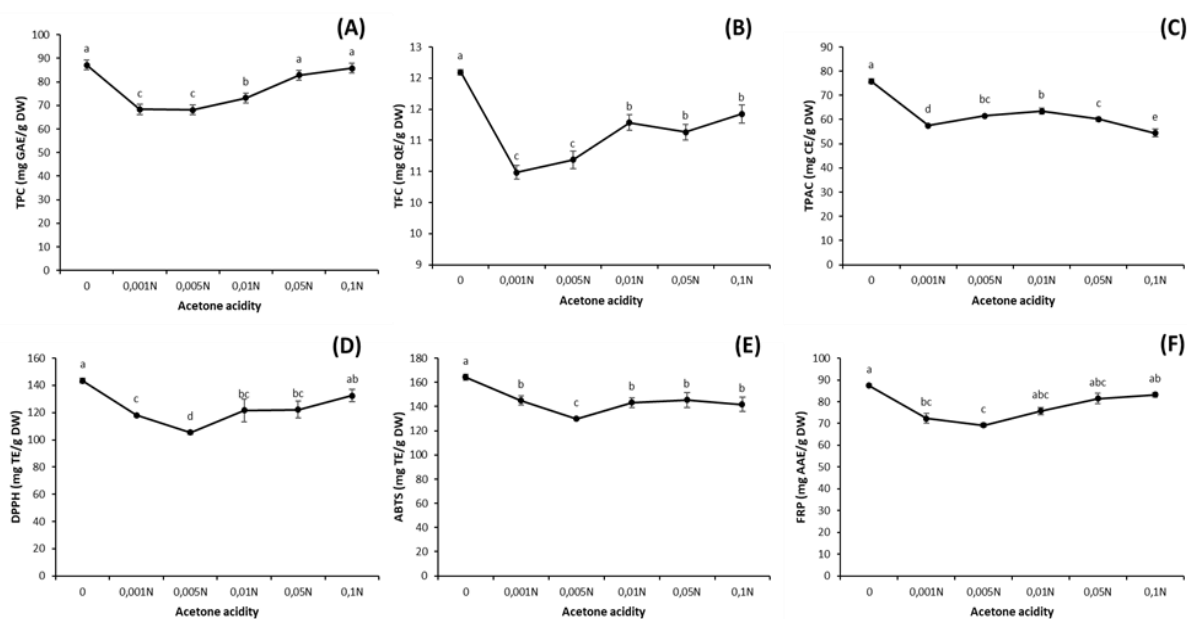 (A)
TPC (mg GAE/g DW)
100
90
80
70
60
50
40
30
20
10
0
a
c
c
b
a
a
0 0,001N 0,005N 0,01N 0,05N 0,1N
Acetone acidity
(B)
TFC (mg QE/g DW)
13
12
12
11
11
10
10
9
a
c
c
b
b
b
0 0,001N 0,005N 0,01N 0,05N 0,1N
Acetone acidity
(C)
TPAC (mg CE/g DW)
90
80
70
60
50
40
30
20
10
0
a
d
bc
b
c
e
0 0,001N 0,005N 0,01N 0,05N 0,1N
Acetone acidity
(D)
DPPH (mg TE/g DW)
160
140
120
100
80
60
40
20
0
a
c
d
bc
bc
ab
0 0,001N 0,005N 0,01N 0,05N 0,1N
Acetone acidity
(E)
ABTS (mg TE/g DW)
180
160
140
120
100
80
60
40
20
0
a
b
c
b
b
b
0 0,001N 0,005N 0,01N 0,05N 0,1N
Acetone acidity
(F)
FRP (mg AAE/g DW)
100
90
80
70
60
50
40
30
20
10
0
a
bc
c
abc
abc
ab
0 0,001N 0,005N 0,01N 0,05N 0,1N
Acetone acidity